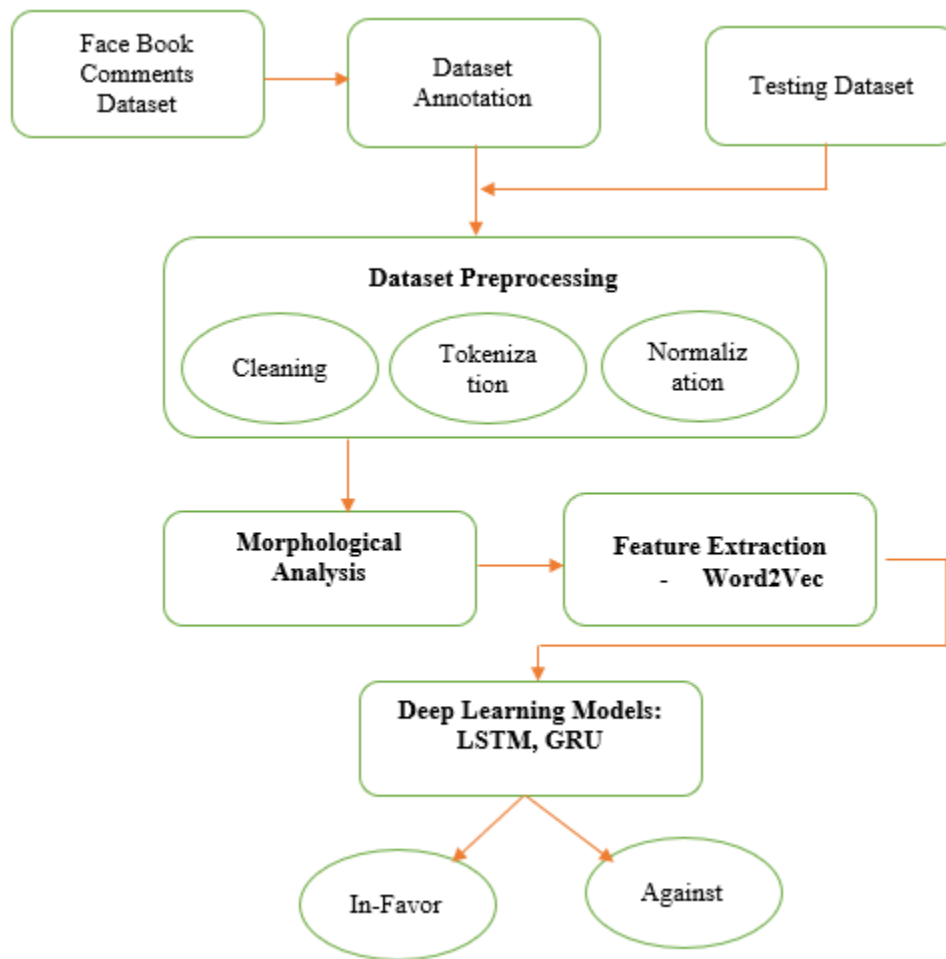 Face Book
Comments
Dataset
Dataset
Annotation
Testing Dataset
Dataset Preprocessing
Cleaning
Tokeniza
tion
Normaliz
ation
Morphological
Analysis
Feature Extraction
- Word2Vec
Deep Learning Models:
LSTM, GRU
In-Favor
Against